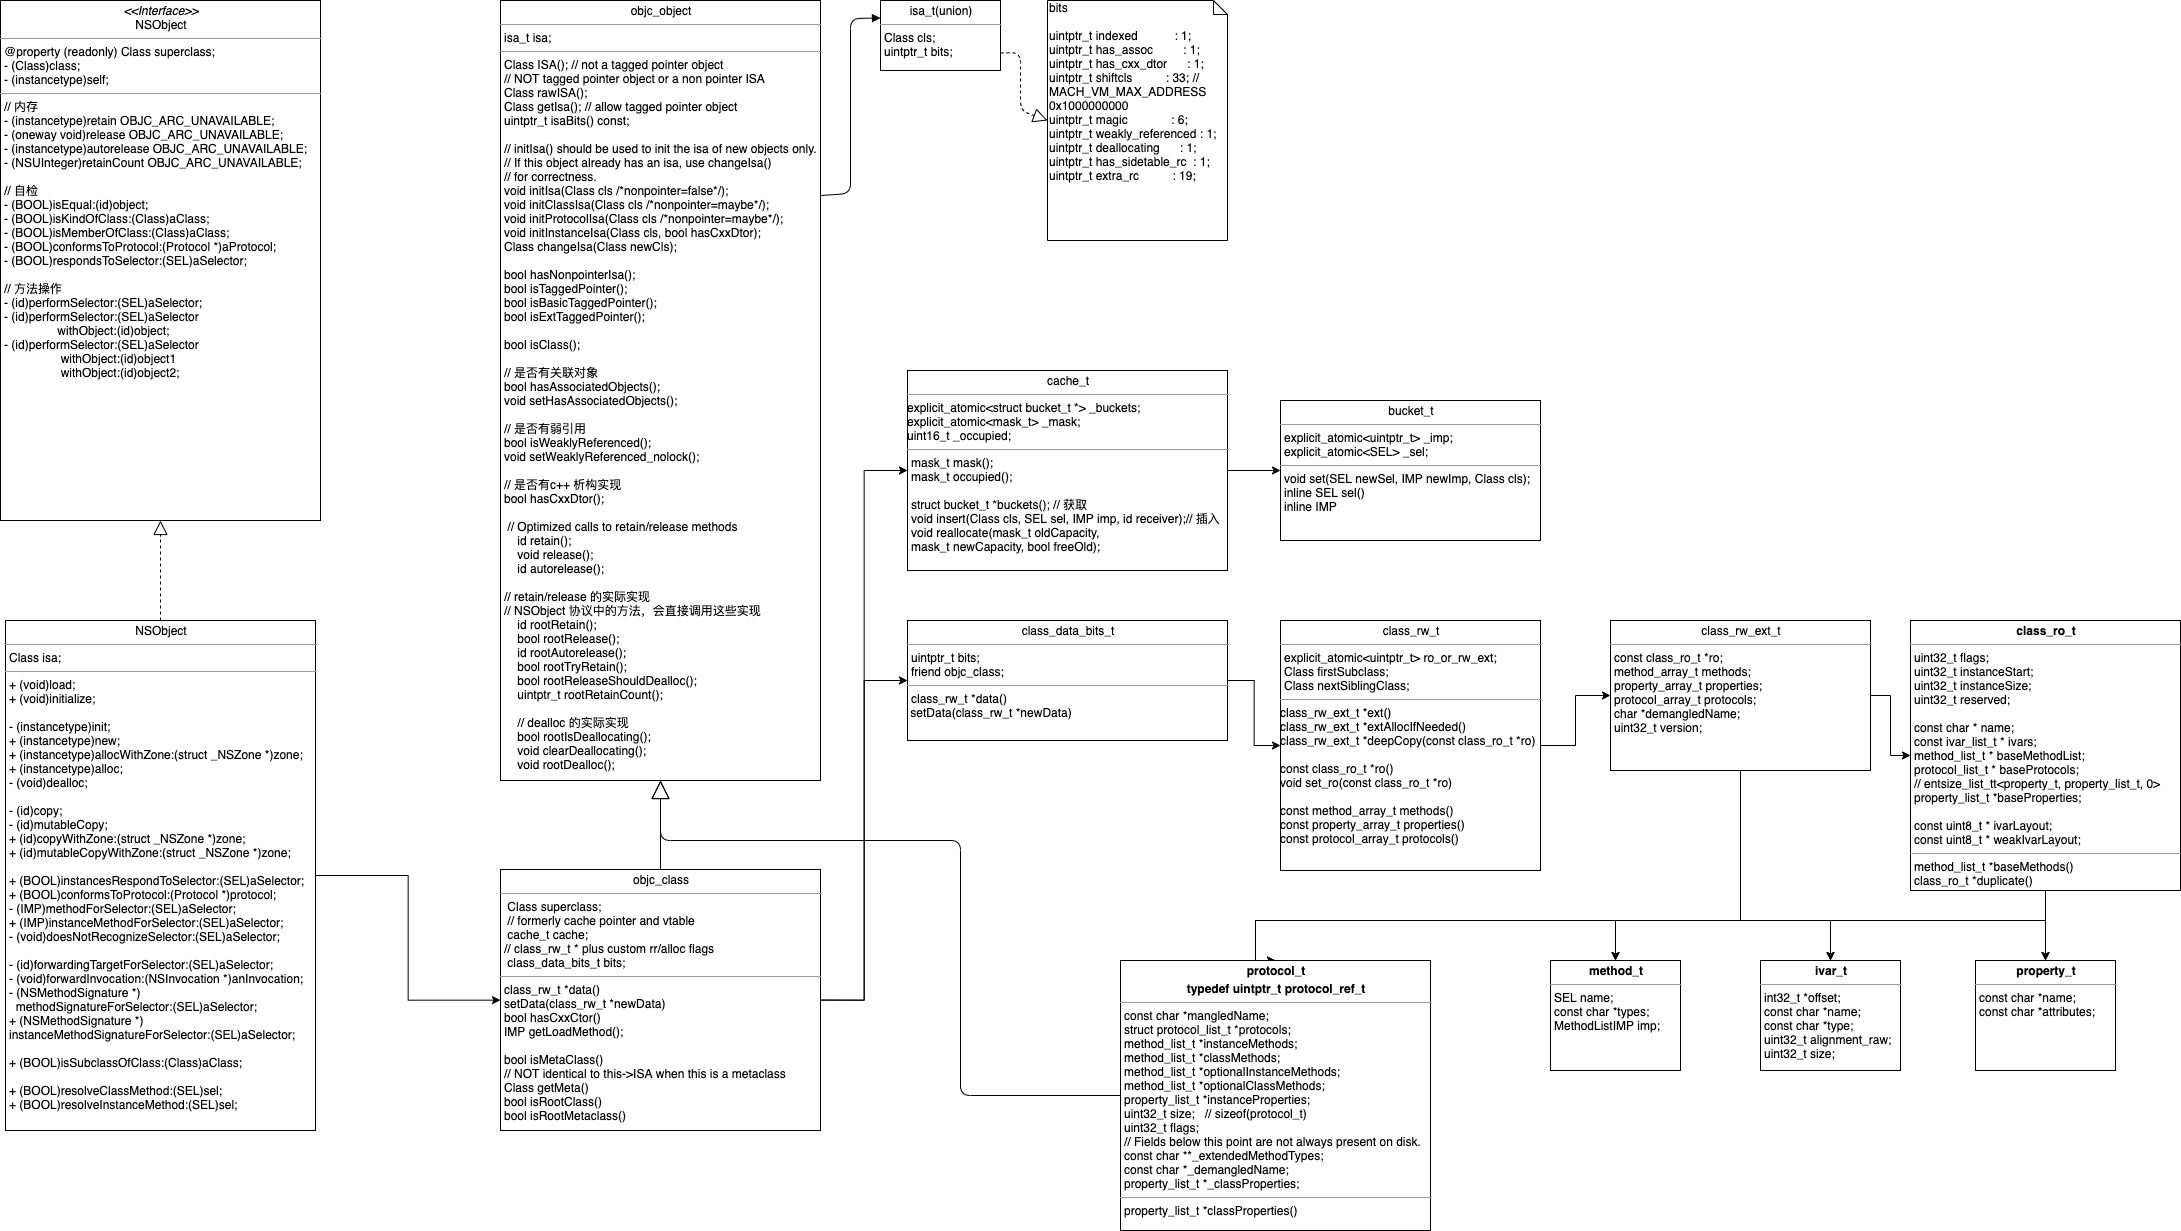 <<Interface>>
NSObject
@property (readonly) Class superclass;
- (Class)class;
- (instancetype)self;
// 内存
- (instancetype)retain OBJC_ARC_UNAVAILABLE;
- (oneway void)release OBJC_ARC_UNAVAILABLE;
- (instancetype)autorelease OBJC_ARC_UNAVAILABLE;
- (NSUInteger)retainCount OBJC_ARC_UNAVAILABLE;
// 自检
- (BOOL)isEqual:(id)object;
- (BOOL)isKindOfClass:(Class)aClass;
- (BOOL)isMemberOfClass:(Class)aClass;
- (BOOL)conformsToProtocol:(Protocol *)aProtocol;
- (BOOL)respondsToSelector:(SEL)aSelector;
// 方法操作
- (id)performSelector:(SEL)aSelector;
- (id)performSelector:(SEL)aSelector
withObject:(id)object;
- (id)performSelector:(SEL)aSelector
withObject:(id)object1
withObject:(id)object2;
NSObject
Class isa;
+ (void)load;
+ (void)initialize;
- (instancetype)init;
+ (instancetype)new;
+ (instancetype)allocWithZone:(struct _NSZone *)zone;
+ (instancetype)alloc;
- (void)dealloc;
- (id)copy;
- (id)mutableCopy;
+ (id)copyWithZone:(struct _NSZone *)zone;
+ (id)mutableCopyWithZone:(struct _NSZone *)zone;
+ (BOOL)instancesRespondToSelector:(SEL)aSelector;
+ (BOOL)conformsToProtocol:(Protocol *)protocol;
- (IMP)methodForSelector:(SEL)aSelector;
+ (IMP)instanceMethodForSelector:(SEL)aSelector;
- (void)doesNotRecognizeSelector:(SEL)aSelector;
- (id)forwardingTargetForSelector:(SEL)aSelector;
- (void)forwardInvocation:(NSInvocation *)anInvocation;
- (NSMethodSignature *)
methodSignatureForSelector:(SEL)aSelector;
+ (NSMethodSignature *)
instanceMethodSignatureForSelector:(SEL)aSelector;
+ (BOOL)isSubclassOfClass:(Class)aClass;
+ (BOOL)resolveClassMethod:(SEL)sel;
+ (BOOL)resolveInstanceMethod:(SEL)sel;
objc_object
isa_t isa;
Class ISA(); // not a tagged pointer object
// NOT tagged pointer object or a non pointer ISA
Class rawISA();
Class getIsa(); // allow tagged pointer object
uintptr_t isaBits() const;
// initIsa() should be used to init the isa of new objects only.
// If this object already has an isa, use changeIsa()
// for correctness.
void initIsa(Class cls /*nonpointer=false*/);
void initClassIsa(Class cls /*nonpointer=maybe*/);
void initProtocolIsa(Class cls /*nonpointer=maybe*/);
void initInstanceIsa(Class cls, bool hasCxxDtor);
Class changeIsa(Class newCls);
bool hasNonpointerIsa();
bool isTaggedPointer();
bool isBasicTaggedPointer();
bool isExtTaggedPointer();
bool isClass();
// 是否有关联对象
bool hasAssociatedObjects();
void setHasAssociatedObjects();
// 是否有弱引用
bool isWeaklyReferenced();
void setWeaklyReferenced_nolock();
// 是否有c++ 析构实现
bool hasCxxDtor();
// Optimized calls to retain/release methods
id retain();
void release();
id autorelease();
// retain/release 的实际实现
// NSObject 协议中的方法，会直接调用这些实现
id rootRetain();
bool rootRelease();
id rootAutorelease();
bool rootTryRetain();
bool rootReleaseShouldDealloc();
uintptr_t rootRetainCount();
// dealloc 的实际实现
bool rootIsDeallocating();
void clearDeallocating();
void rootDealloc();
objc_class
Class superclass;
// formerly cache pointer and vtable
cache_t cache;
// class_rw_t * plus custom rr/alloc flags
class_data_bits_t bits;
class_rw_t *data()
setData(class_rw_t *newData)
bool hasCxxCtor()
IMP getLoadMethod();
bool isMetaClass()
// NOT identical to this->ISA when this is a metaclass
Class getMeta()
bool isRootClass()
bool isRootMetaclass()
isa_t(union)
Class cls;
uintptr_t bits;
bits
uintptr_t indexed : 1;
uintptr_t has_assoc : 1;
uintptr_t has_cxx_dtor : 1;
uintptr_t shiftcls : 33; //
MACH_VM_MAX_ADDRESS
0x1000000000
uintptr_t magic : 6;
uintptr_t weakly_referenced : 1;
uintptr_t deallocating : 1;
uintptr_t has_sidetable_rc : 1;
uintptr_t extra_rc : 19;
cache_t
explicit_atomic<struct bucket_t *> _buckets;
explicit_atomic<mask_t> _mask;
uint16_t _occupied;
mask_t mask();
mask_t occupied();
struct bucket_t *buckets(); // 获取
void insert(Class cls, SEL sel, IMP imp, id receiver);// 插入
void reallocate(mask_t oldCapacity,
mask_t newCapacity, bool freeOld);
bucket_t
explicit_atomic<uintptr_t> _imp;
explicit_atomic<SEL> _sel;
void set(SEL newSel, IMP newImp, Class cls);
inline SEL sel()
inline IMP
class_data_bits_t
uintptr_t bits;
friend objc_class;
class_rw_t *data()
setData(class_rw_t *newData)
class_rw_t
explicit_atomic<uintptr_t> ro_or_rw_ext;
Class firstSubclass;
Class nextSiblingClass;
class_rw_ext_t *ext()
class_rw_ext_t *extAllocIfNeeded()
class_rw_ext_t *deepCopy(const class_ro_t *ro)
const class_ro_t *ro()
void set_ro(const class_ro_t *ro)
const method_array_t methods()
const property_array_t properties()
const protocol_array_t protocols()
class_rw_ext_t
const class_ro_t *ro;
method_array_t methods;
property_array_t properties;
protocol_array_t protocols;
char *demangledName;
uint32_t version;
class_ro_t
uint32_t flags;
uint32_t instanceStart;
uint32_t instanceSize;
uint32_t reserved;
const char * name;
const ivar_list_t * ivars;
method_list_t * baseMethodList;
protocol_list_t * baseProtocols;
// entsize_list_tt<property_t, property_list_t, 0>
property_list_t *baseProperties;
const uint8_t * ivarLayout;
const uint8_t * weakIvarLayout;
method_list_t *baseMethods()
class_ro_t *duplicate()
protocol_t
typedef uintptr_t protocol_ref_t
const char *mangledName;
struct protocol_list_t *protocols;
method_list_t *instanceMethods;
method_list_t *classMethods;
method_list_t *optionalInstanceMethods;
method_list_t *optionalClassMethods;
property_list_t *instanceProperties;
uint32_t size; // sizeof(protocol_t)
uint32_t flags;
// Fields below this point are not always present on disk.
const char **_extendedMethodTypes;
const char *_demangledName;
property_list_t *_classProperties;
property_list_t *classProperties()
method_t
SEL name;
const char *types;
MethodListIMP imp;
ivar_t
int32_t *offset;
const char *name;
const char *type;
uint32_t alignment_raw;
uint32_t size;
property_t
const char *name;
const char *attributes;